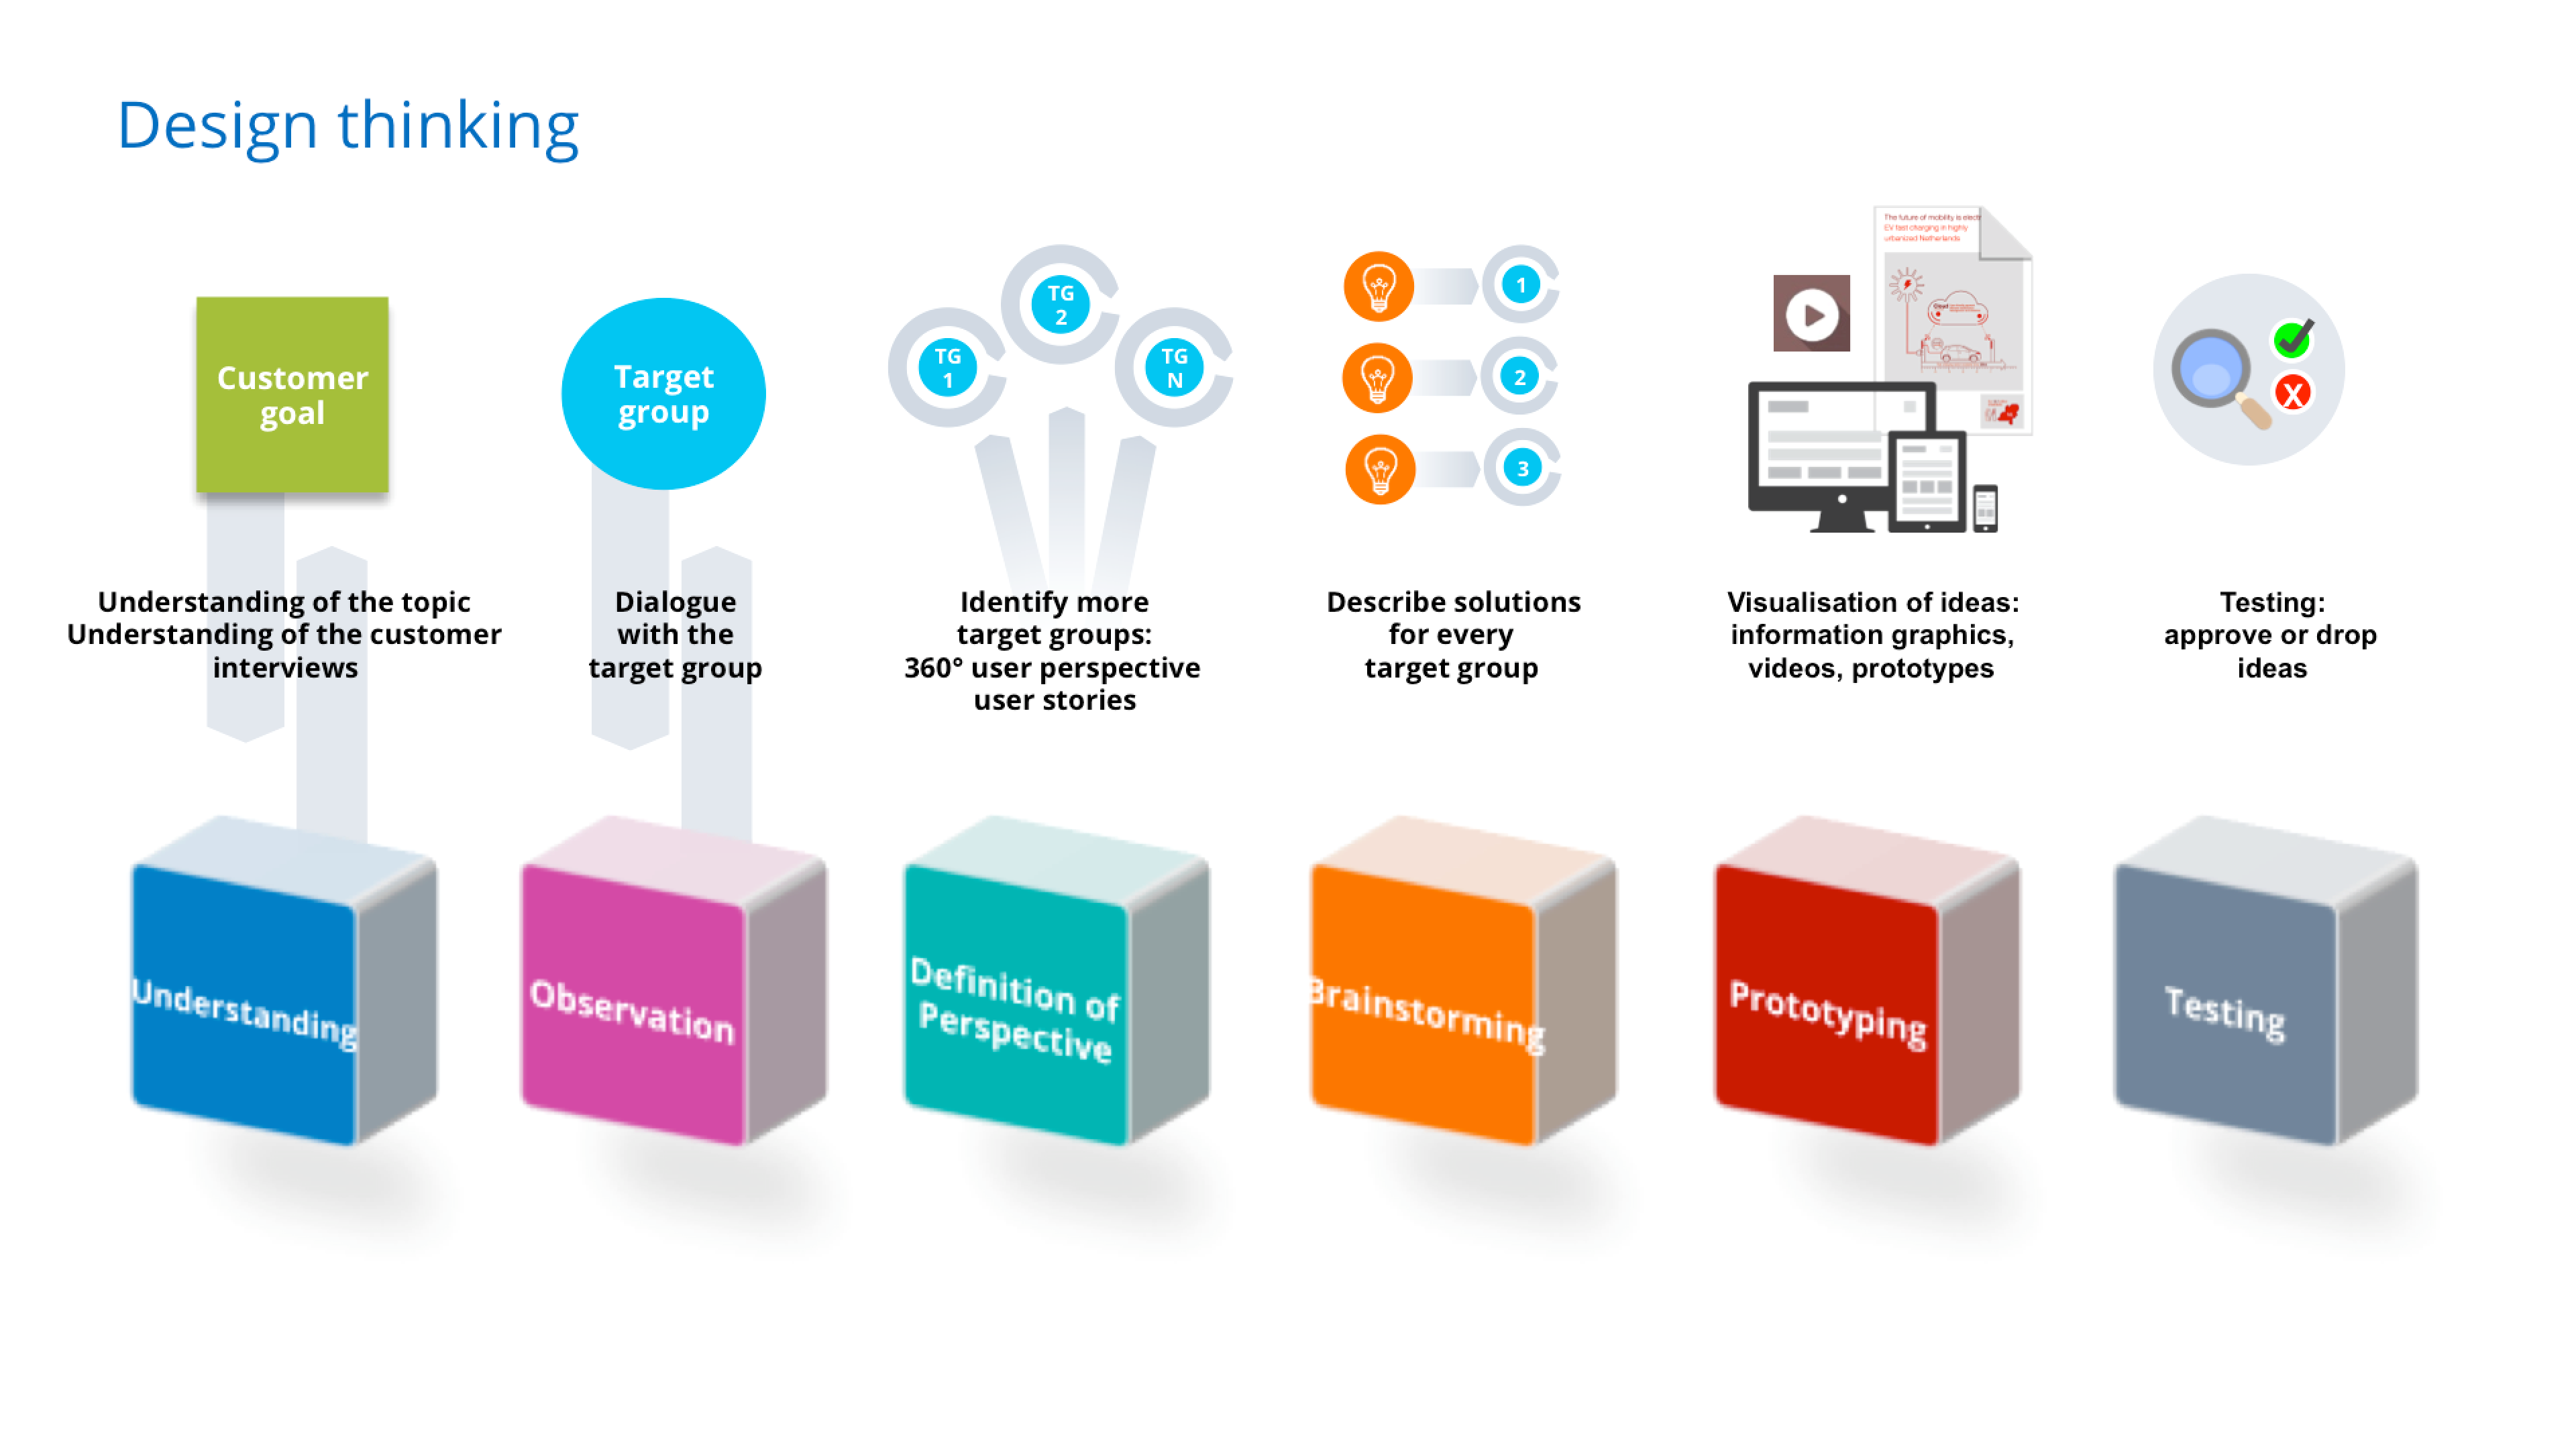 Design thinking
Customer
goal
Target
group
TG
1
TG
2
TG
N
1
2
3
The future of mobility is electr
EV fast-charging in highly
urbanized Netherlands
Cloud
X
Understanding of the topic
Understanding of the customer
interviews
Dialogue
with the
target group
Identify more
target groups:
360° user perspective
user stories
Describe solutions
for every
target group
Visualisation of ideas:
information graphics,
videos, prototypes
Testing:
approve or drop
ideas
Understanding
Observation
Definition of
Perspective
Brainstorming
Prototyping
Testing